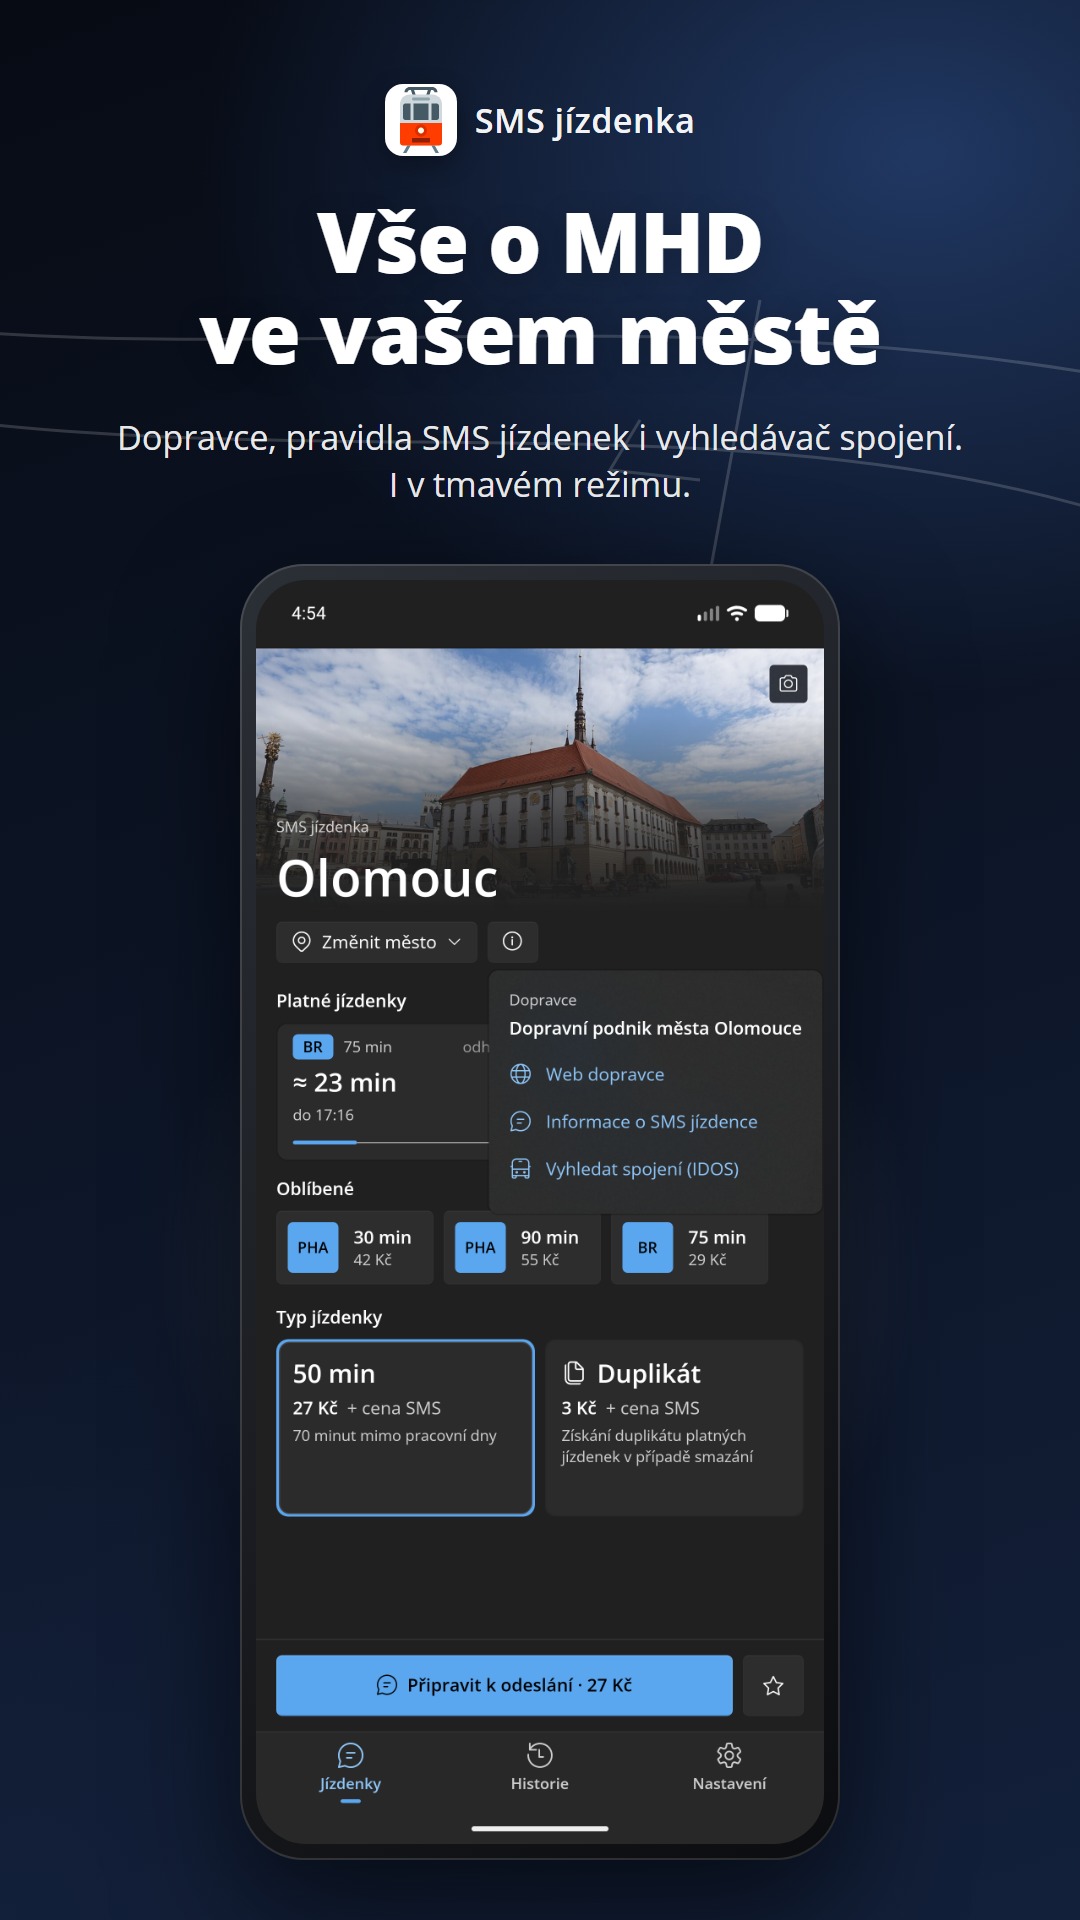 SMS jízdenka
Vše o MHD
ve vašem městě
Dopravce, pravidla SMS jízdenek i vyhledávač spojení.
I v tmavém režimu.
4:54
SMS jízdenka
Olomouc
Změnit město
Platné jízdenky
BR 75 min odh
≈ 23 min
do 17:16
Dopravce
Dopravní podnik města Olomouce
Web dopravce
Informace o SMS jízdence
Vyhledat spojení (IDOS)
Oblíbené
PHA 30 min
42 Kč
PHA 90 min
55 Kč
BR 75 min
29 Kč
Typ jízdenky
50 min
27 Kč + cena SMS
70 minut mimo pracovní dny
Duplikát
3 Kč + cena SMS
Získání duplikátu platných
jízdenek v případě smazání
Připravit k odeslání · 27 Kč
Jízdenky
Historie
Nastavení